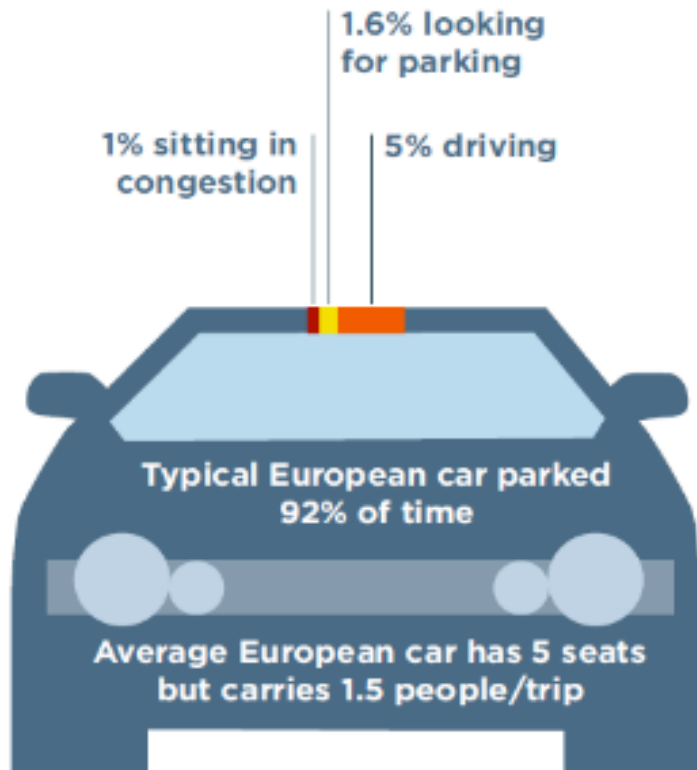 1.6% looking
for parking
1% sitting in
congestion
5% driving
Typical European car parked
92% of time
Average European car has 5 seats
but carries 1.5 people/trip